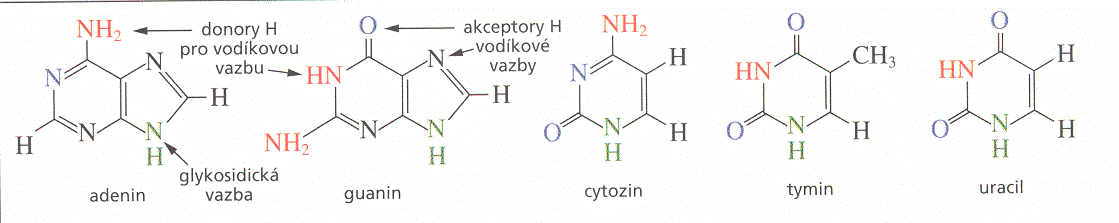 NH₂
donory H
pro vodíkovou
vazbu
N
N
N
N
H
H
H
glykosidická
vazba
adenin
O
akceptory H
vodíkové
vazby
HN
N
NH₂
N
N
H
H
guanin
NH₂
N
H
O
N
H
H
cytozin
O
HN
CH₃
O
N
H
H
tymin
O
HN
H
O
N
H
H
uracil